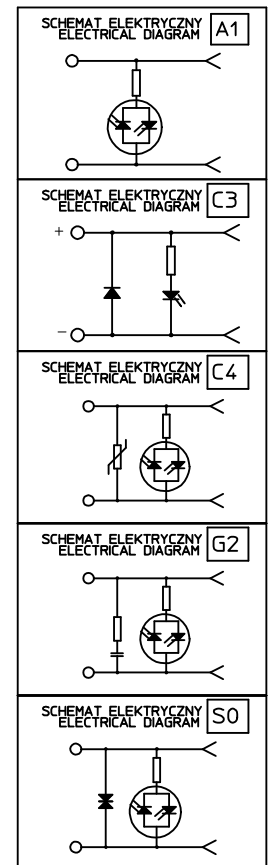 SCHEMAT ELEKTRYCZNY
ELECTRICAL DIAGRAM A1
SCHEMAT ELEKTRYCZNY
ELECTRICAL DIAGRAM C3
+
−
SCHEMAT ELEKTRYCZNY
ELECTRICAL DIAGRAM C4
SCHEMAT ELEKTRYCZNY
ELECTRICAL DIAGRAM G2
SCHEMAT ELEKTRYCZNY
ELECTRICAL DIAGRAM S0